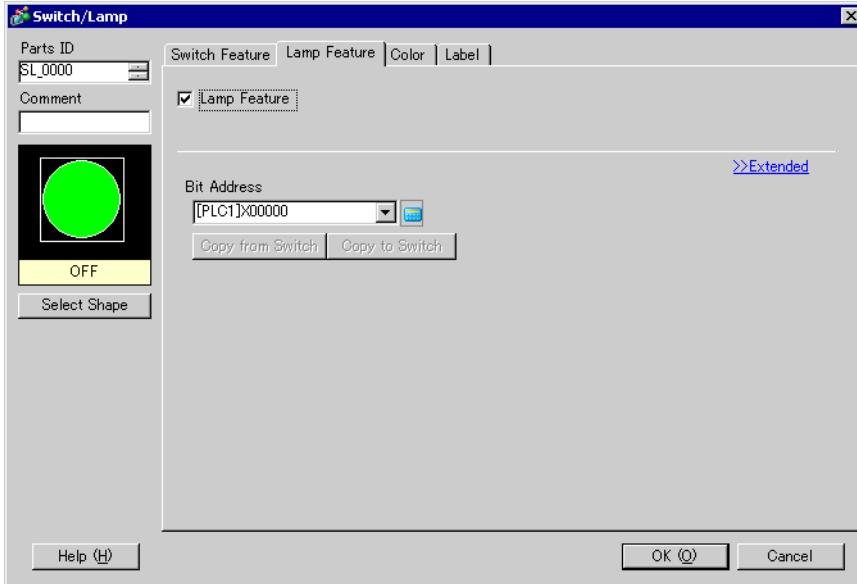 Switch/Lamp
Parts ID
SL_0000
Comment
OFF
Select Shape
Switch Feature Lamp Feature Color Label
Lamp Feature
>>Extended
Bit Address
[PLC1]X00000
Copy from Switch Copy to Switch
Help (H) OK (O) Cancel